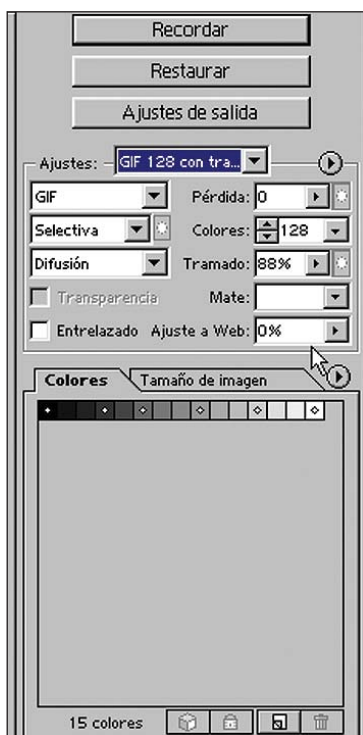 Recordar
Restaurar
Ajustes de salida
Ajustes: GIF 128 con tra...
GIF Pérdida: 0
Selectiva Colores: 128
Difusión Tramado: 88%
Transparencia Mate:
Entrelazado Ajuste a Web: 0%
Colores Tamaño de imagen
15 colores